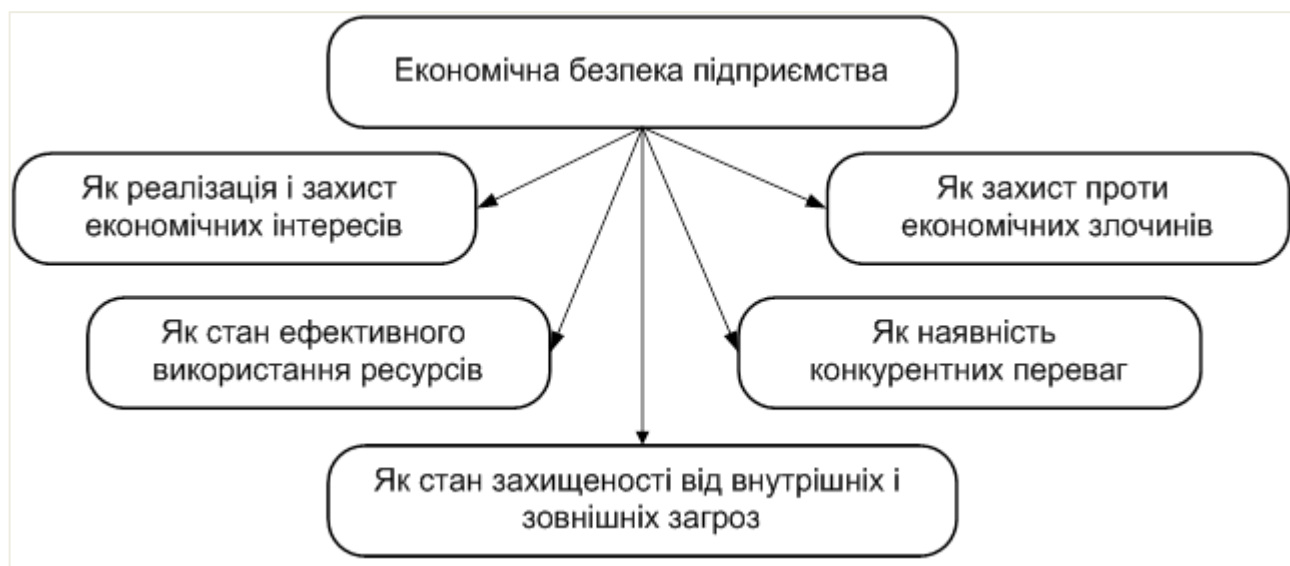 Економічна безпека підприємства
Як реалізація і захист
економічних інтересів
Як захист проти
економічних злочинів
Як стан ефективного
використання ресурсів
Як наявність
конкурентних переваг
Як стан захищеності від внутрішніх і
зовнішніх загроз